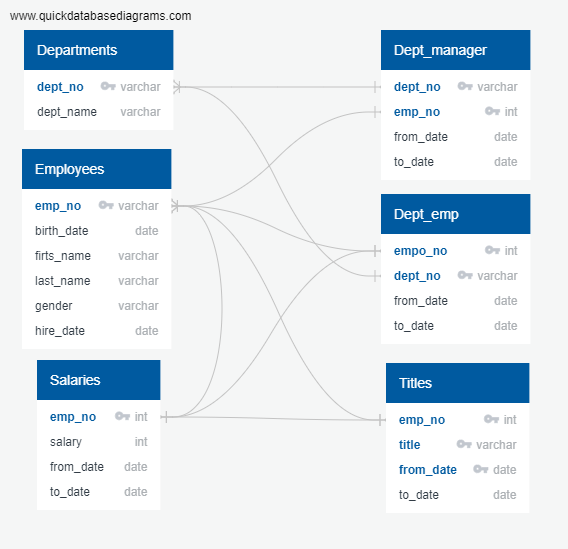 www.quickdatabasediagrams.com
Departments
dept_no varchar
dept_name varchar
Employees
emp_no varchar
birth_date date
firts_name varchar
last_name varchar
gender varchar
hire_date date
Salaries
emp_no int
salary int
from_date date
to_date date
Dept_manager
dept_no varchar
emp_no int
from_date date
to_date date
Dept_emp
empo_no int
dept_no varchar
from_date date
to_date date
Titles
emp_no int
title varchar
from_date date
to_date date